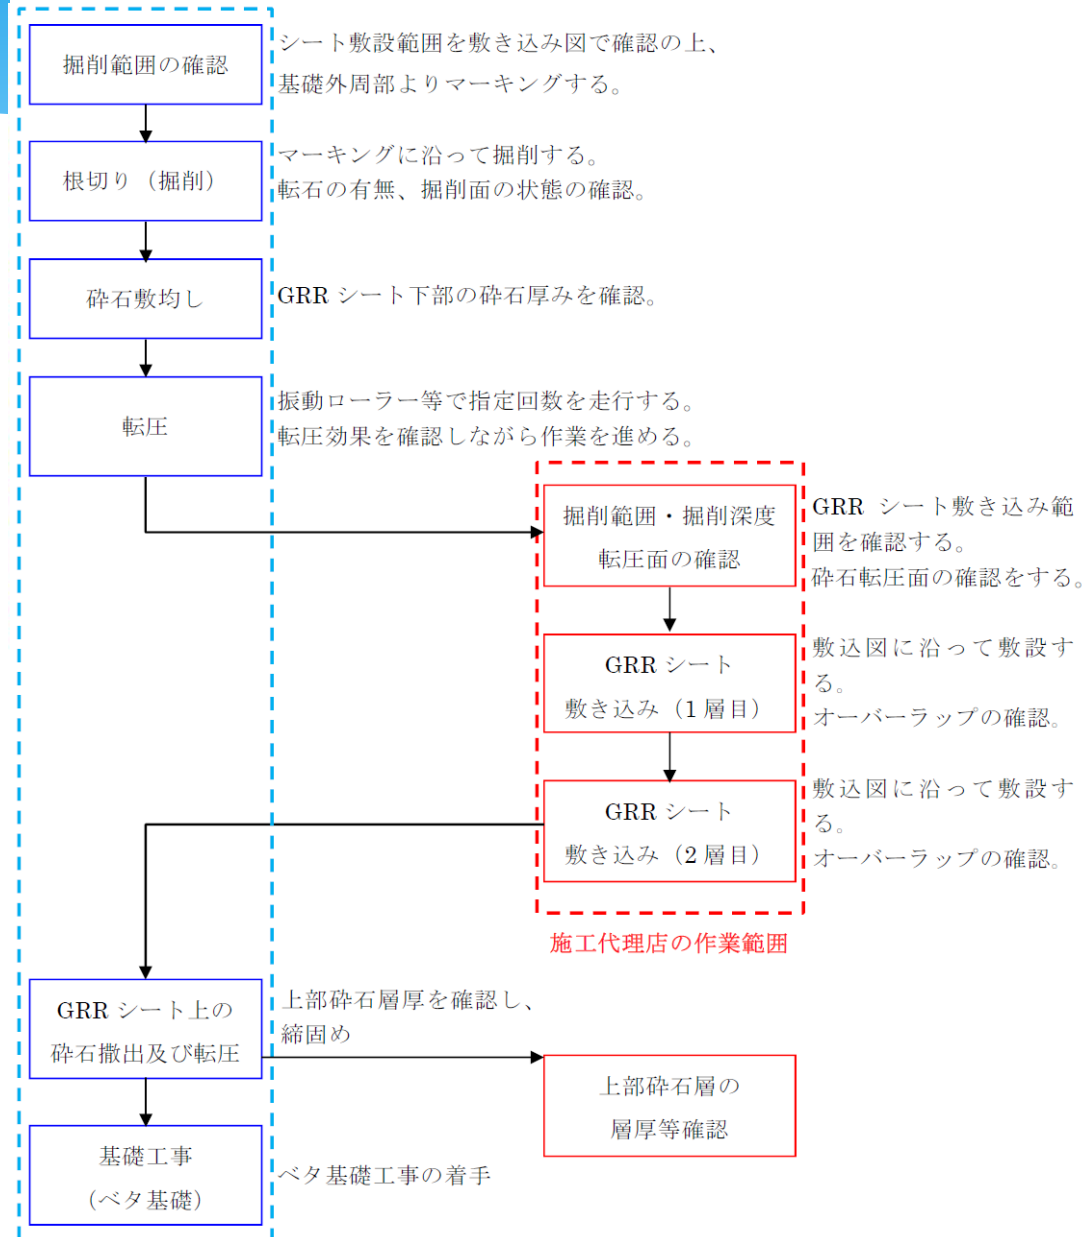 掘削範囲の確認
シート敷設範囲を敷き込み図で確認の上、
基礎外周部よりマーキングする。
根切り（掘削）
マーキングに沿って掘削する。
転石の有無、掘削面の状態の確認。
砕石敷均し
GRR シート下部の砕石厚みを確認。
転圧
振動ローラー等で指定回数を走行する。
転圧効果を確認しながら作業を進める。
掘削範囲・掘削深度
転圧面の確認
GRR シート敷き込み範
囲を確認する。
砕石転圧面の確認をする。
GRR シート
敷き込み（1 層目）
敷込図に沿って敷設す
る。
オーバーラップの確認。
GRR シート
敷き込み（2 層目）
敷込図に沿って敷設す
る。
オーバーラップの確認。
施工代理店の作業範囲
GRR シート上の
砕石撒出及び転圧
上部砕石層厚を確認し、
締固め
上部砕石層の
層厚等確認
基礎工事
（ベタ基礎）
ベタ基礎工事の着手